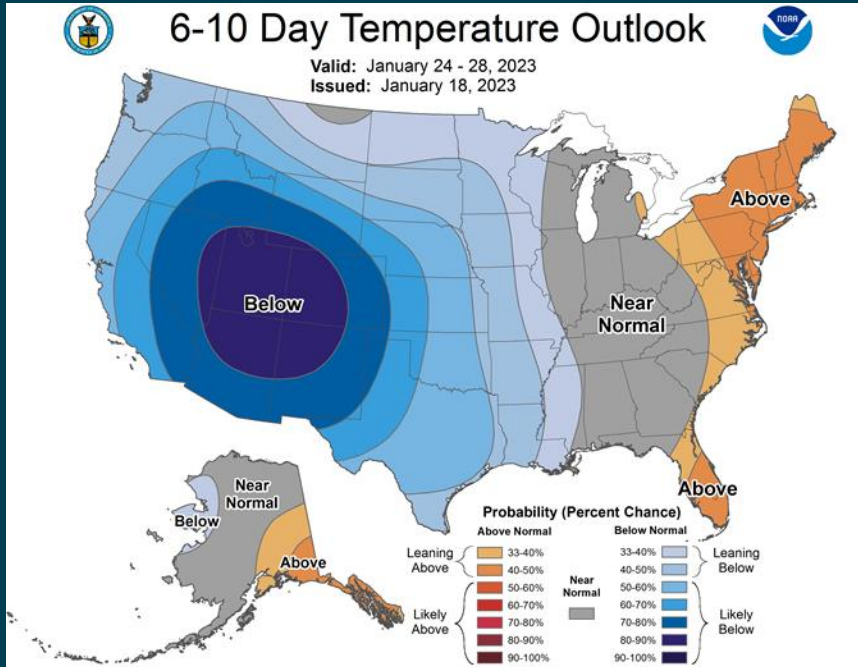 6-10 Day Temperature Outlook
NOAA
Valid: January 24 - 28, 2023
Issued: January 18, 2023
Above
Near
Normal
Below
Above
Near
Normal
Below
Above
Probability (Percent Chance)
Above Normal
Below Normal
Leaning
Above
33-40%
40-50%
Likely
Above
50-60%
60-70%
70-80%
80-90%
90-100%
Near
Normal
33-40%
40-50%
50-60%
60-70%
70-80%
80-90%
90-100%
Leaning
Below
Likely
Below